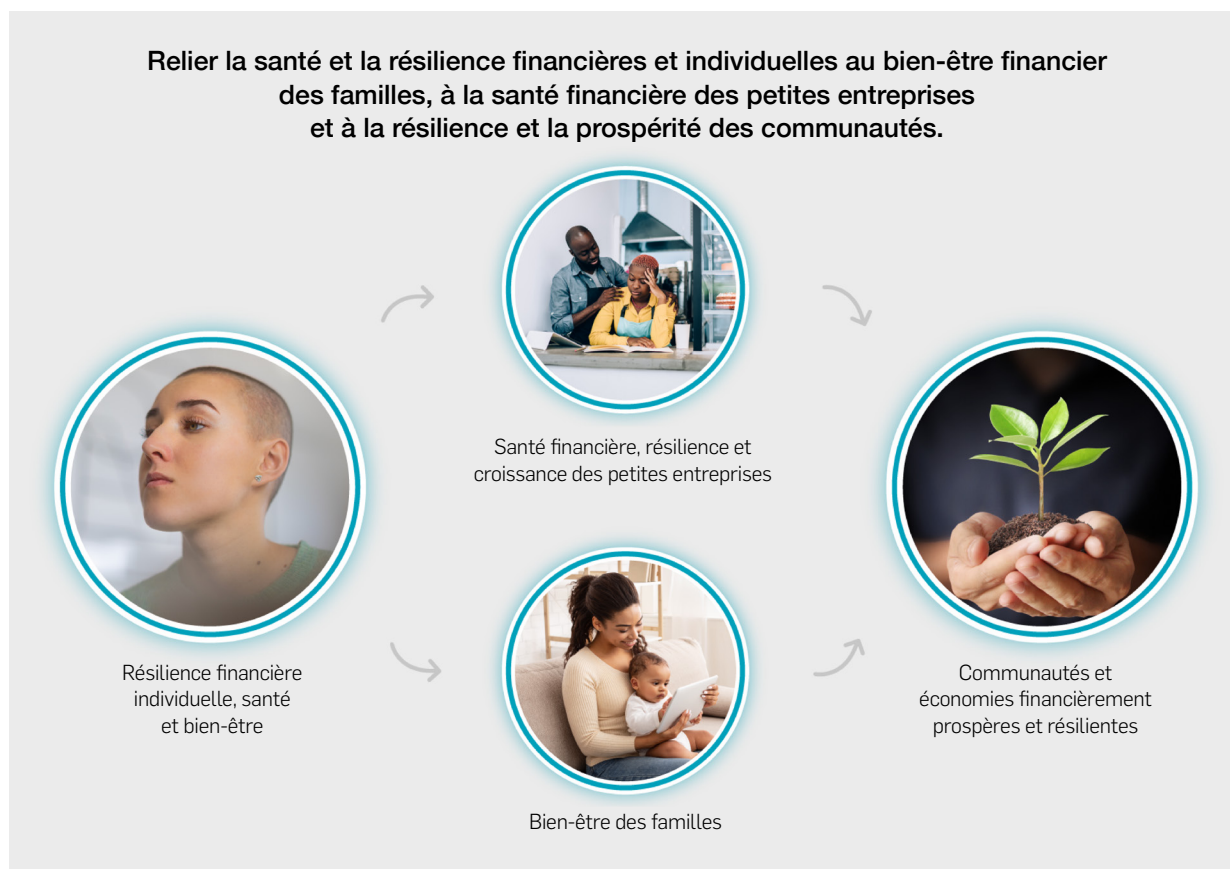 Relier la santé et la résilience financières et individuelles au bien-être financier
des familles, à la santé financière des petites entreprises
et à la résilience et la prospérité des communautés.
Santé financière, résilience et
croissance des petites entreprises
Résilience financière
individuelle, santé
et bien-être
Communautés et
économies financièrement
prospères et résilientes
Bien-être des familles